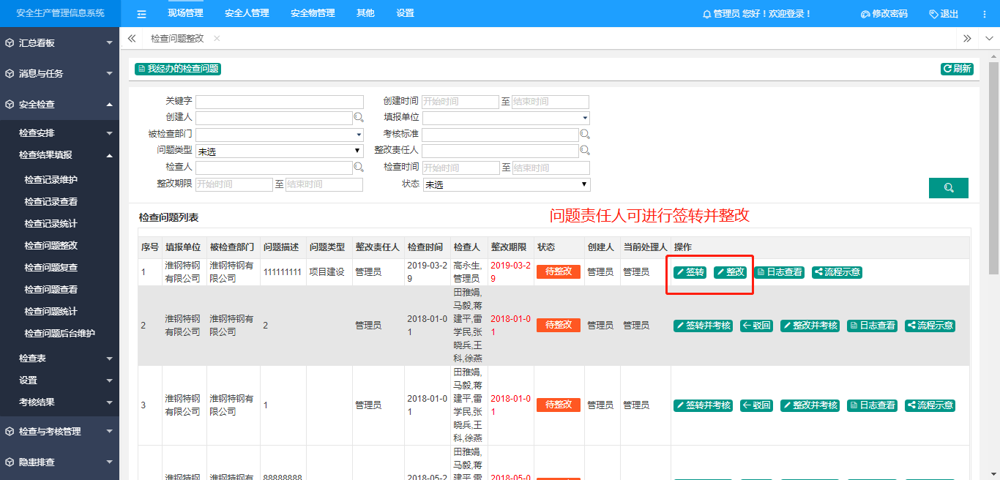 安全生产管理信息系统
现场管理 安全人管理 安全物管理 其他 设置
管理员 您好！欢迎登录！ 修改密码 退出
汇总看板
消息与任务
安全检查
检查安排
检查结果填报
检查记录维护
检查记录查看
检查记录统计
检查问题整改
检查问题复查
检查问题查看
检查问题统计
检查问题后台维护
检查表
设置
考核结果
检查与考核管理
隐患排查
检查问题整改
我经办的检查问题 刷新
关键字 创建时间 开始时间 至 结束时间
创建人 填报单位
被检查部门 考核标准
问题类型 未选 整改责任人
检查人 检查时间 开始时间 至 结束时间
整改期限 开始时间 至 结束时间 状态 未选
检查问题列表
问题责任人可进行签转并整改
序号 填报单位 被检查部门 问题描述 问题类型 整改责任人 检查时间 检查人 整改期限 状态 创建人 当前处理人 操作
1 淮钢特钢有限公司 淮钢特钢有限公司 111111111 项目建设 管理员 2019-03-29 高永生,管理员 2019-03-29 待整改 管理员 管理员 签转 整改 日志查看 流程示意
2 淮钢特钢有限公司 淮钢特钢有限公司 2 管理员 2018-01-01 田雅娟,马毅,蒋建平,雷学民,张晓兵,王科,徐燕 2018-01-01 待整改 管理员 管理员 签转并考核 驳回 整改并考核 日志查看 流程示意
3 淮钢特钢有限公司 淮钢特钢有限公司 1 管理员 2018-01-01 田雅娟,马毅,蒋建平,雷学民,张晓兵,王科,徐燕 2018-01-01 待整改 管理员 管理员 签转并考核 驳回 整改并考核 日志查看 流程示意
淮钢特钢 淮钢特钢有 88888888 2018-05-2 田雅娟,马毅,蒋建平,雷 2018-05-0